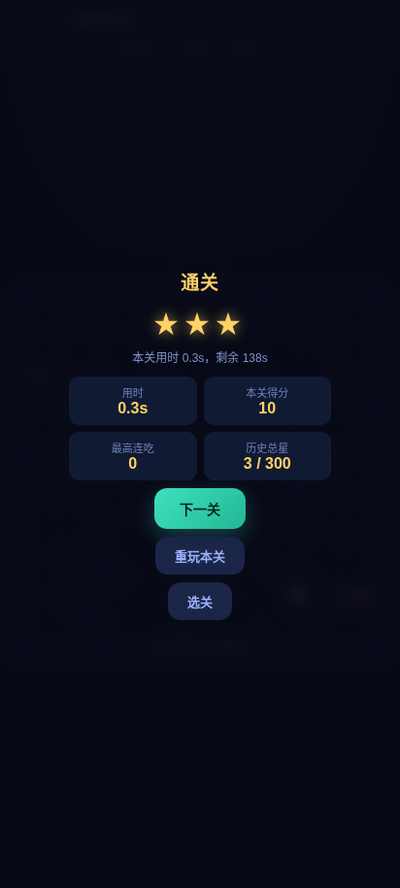 通关
★★★
本关用时 0.3s，剩余 138s
用时
0.3s
本关得分
10
最高连吃
0
历史总星
3 / 300
下一关
重玩本关
选关